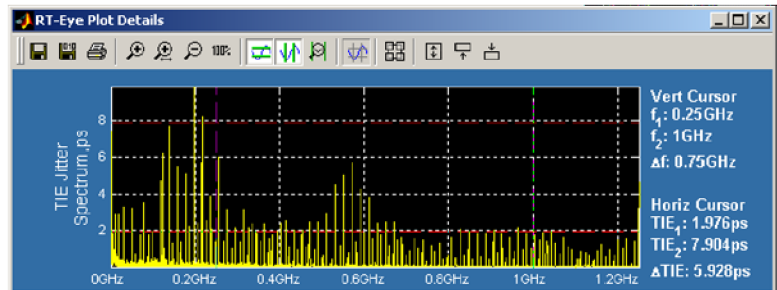 RT-Eye Plot Details
100%
Vert Cursor
f1: 0.25GHz
f2: 1GHz
Δf: 0.75GHz
Horiz Cursor
TIE1: 1.976ps
TIE2: 7.904ps
ΔTIE: 5.928ps
TIE Jitter
Spectrum,ps
8
6
4
2
0GHz 0.2GHz 0.4GHz 0.6GHz 0.8GHz 1GHz 1.2GHz